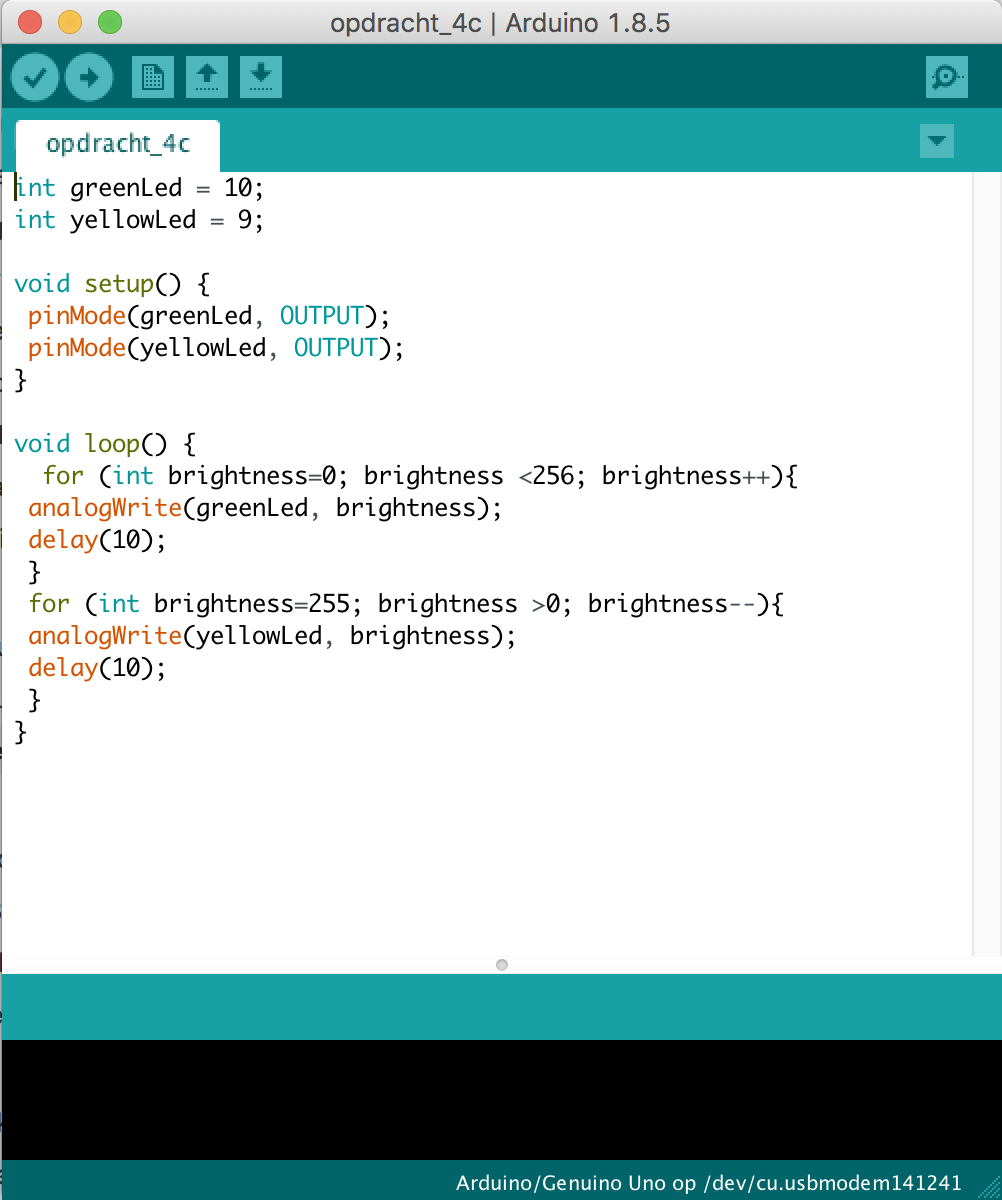 opdracht_4c | Arduino 1.8.5
opdracht_4c
int greenLed = 10;
int yellowLed = 9;

void setup() {
 pinMode(greenLed, OUTPUT);
 pinMode(yellowLed, OUTPUT);
}

void loop() {
  for (int brightness=0; brightness <256; brightness++){
 analogWrite(greenLed, brightness);
 delay(10);
 }
 for (int brightness=255; brightness >0; brightness--){
 analogWrite(yellowLed, brightness);
 delay(10);
 }
}
Arduino/Genuino Uno op /dev/cu.usbmodem141241